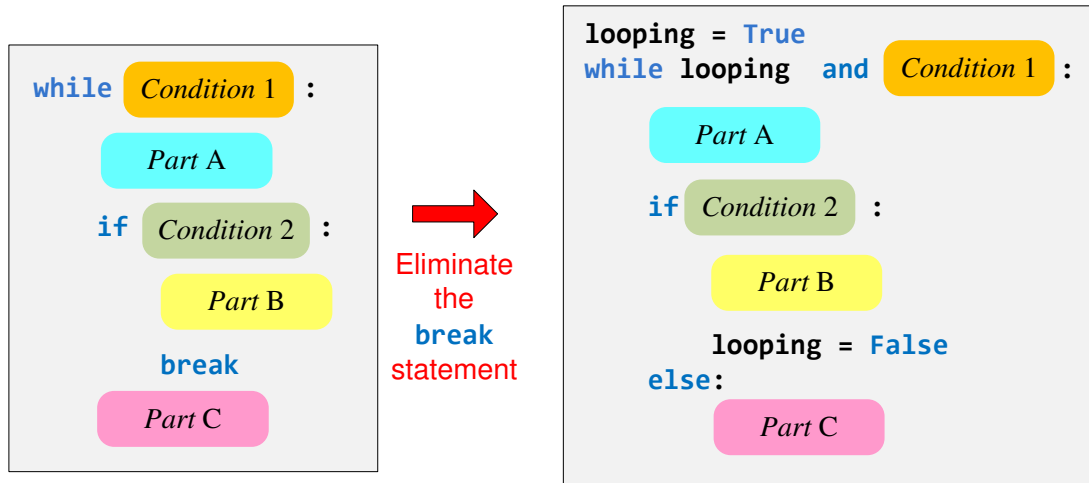 while Condition 1 :
Part A
if Condition 2 :
Part B
break
Part C
Eliminate
the
break
statement
looping = True
while looping and Condition 1 :
Part A
if Condition 2 :
Part B
looping = False
else:
Part C